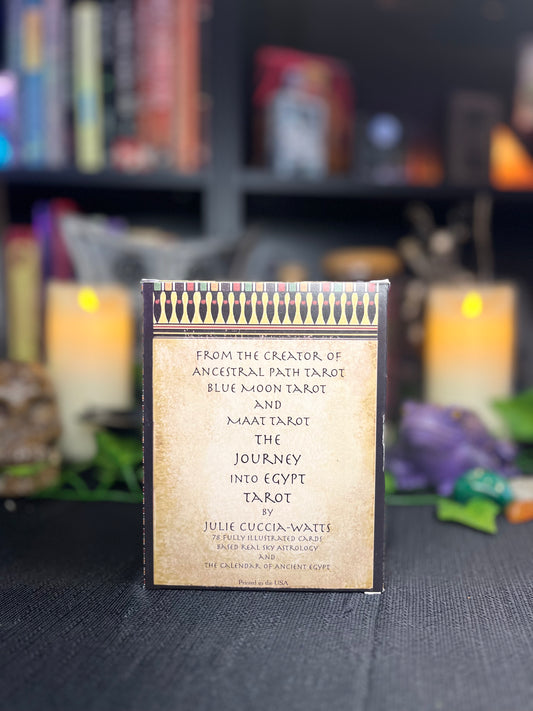 FROM THE CREATOR OF
ANCESTRAL PATH TAROT
BLUE MOON TAROT
AND
MAAT TAROT
THE
JOURNEY
INTO EGYPT
TAROT
BY
JULIE CUCCIA-WATTS
78 FULLY ILLUSTRATED CARDS
BASED REAL SKY ASTROLOGY
AND
THE CALENDAR OF ANCIENT EGYPT
Printed in the USA